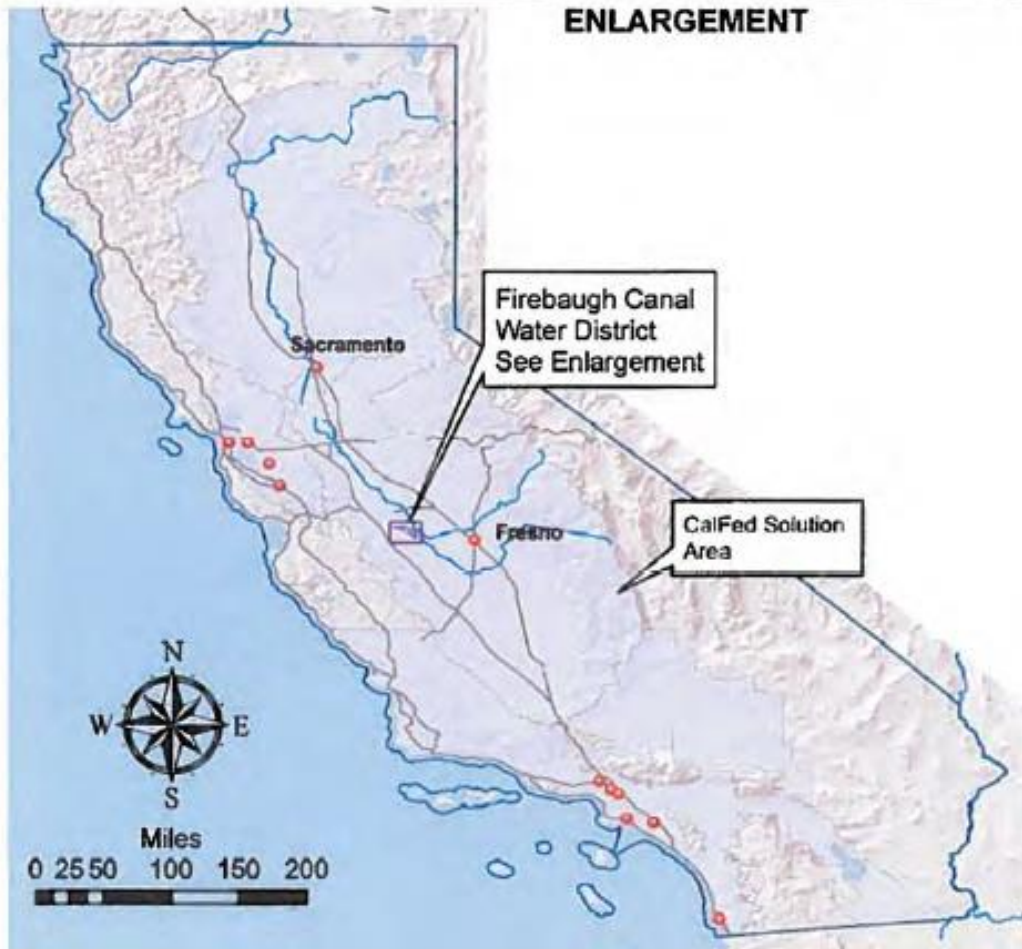 ENLARGEMENT
Firebaugh Canal
Water District
See Enlargement
Sacramento
Fresno
CalFed Solution
Area
N
W E
S
Miles
0 25 50 100 150 200